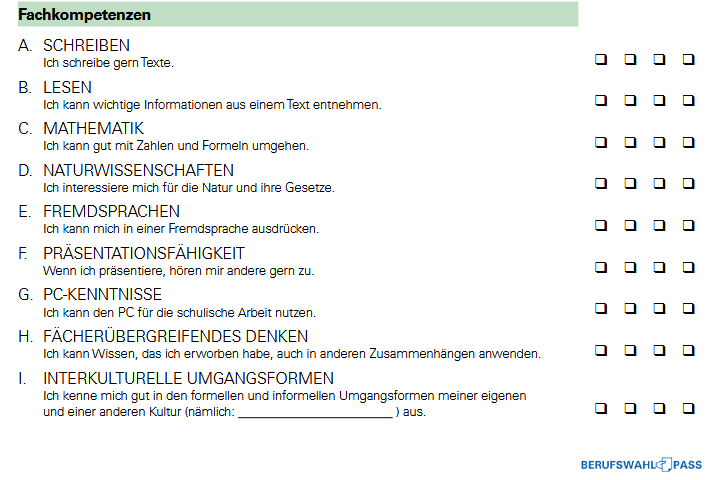 Fachkompetenzen
A. SCHREIBEN
Ich schreibe gern Texte.
❑ ❑ ❑ ❑
B. LESEN
Ich kann wichtige Informationen aus einem Text entnehmen.
❑ ❑ ❑ ❑
C. MATHEMATIK
Ich kann gut mit Zahlen und Formeln umgehen.
❑ ❑ ❑ ❑
D. NATURWISSENSCHAFTEN
Ich interessiere mich für die Natur und ihre Gesetze.
❑ ❑ ❑ ❑
E. FREMDSPRACHEN
Ich kann mich in einer Fremdsprache ausdrücken.
❑ ❑ ❑ ❑
F. PRÄSENTATIONSFÄHIGKEIT
Wenn ich präsentiere, hören mir andere gern zu.
❑ ❑ ❑ ❑
G. PC-KENNTNISSE
Ich kann den PC für die schulische Arbeit nutzen.
❑ ❑ ❑ ❑
H. FÄCHERÜBERGREIFENDES DENKEN
Ich kann Wissen, das ich erworben habe, auch in anderen Zusammenhängen anwenden.
❑ ❑ ❑ ❑
I. INTERKULTURELLE UMGANGSFORMEN
Ich kenne mich gut in den formellen und informellen Umgangsformen meiner eigenen
und einer anderen Kultur (nämlich: ______________________ ) aus.
❑ ❑ ❑ ❑
BERUFSWAHL PASS